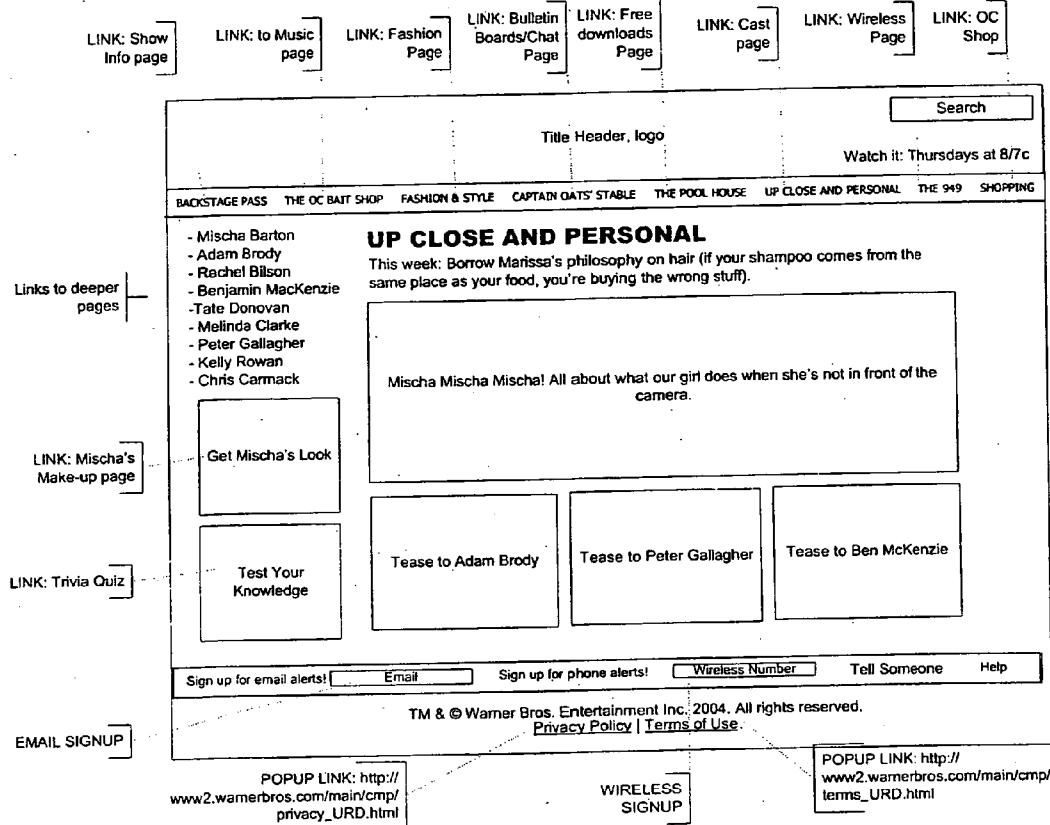 LINK: Show
Info page
LINK: to Music
page
LINK: Fashion
Page
LINK: Bulletin
Boards/Chat
Page
LINK: Free
downloads
Page
LINK: Cast
page
LINK: Wireless
Page
LINK: OC
Shop
Search
Title Header, logo
Watch it: Thursdays at 8/7c
BACKSTAGE PASS THE OC BAIT SHOP FASHION & STYLE CAPTAIN OATS' STABLE THE POOL HOUSE UP CLOSE AND PERSONAL THE 949 SHOPPING
Links to deeper
pages
- Mischa Barton
- Adam Brody
- Rachel Bilson
- Benjamin MacKenzie
-Tate Donovan
- Melinda Clarke
- Peter Gallagher
- Kelly Rowan
- Chris Carmack
UP CLOSE AND PERSONAL
This week: Borrow Marissa's philosophy on hair (if your shampoo comes from the
same place as your food, you're buying the wrong stuff).
Mischa Mischa Mischa! All about what our girl does when she's not in front of the
camera.
LINK: Mischa's
Make-up page
Get Mischa's Look
LINK: Trivia Quiz
Test Your
Knowledge
Tease to Adam Brody
Tease to Peter Gallagher
Tease to Ben McKenzie
Sign up for email alerts! Email Sign up for phone alerts! Wireless Number Tell Someone Help
TM & © Warner Bros. Entertainment Inc. 2004. All rights reserved.
Privacy Policy | Terms of Use.
EMAIL SIGNUP
POPUP LINK: http://
www2.warnerbros.com/main/cmp/
privacy_URD.html
WIRELESS
SIGNUP
POPUP LINK: http://
www2.warnerbros.com/main/cmp/
terms_URD.html